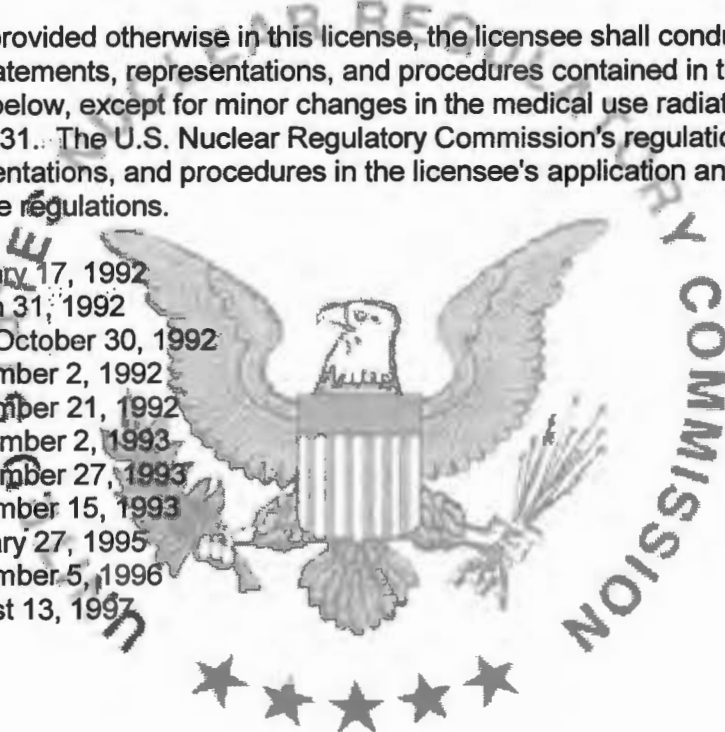 provided otherwise in this license, the licensee shall condu
atements, representations, and procedures contained in t
below, except for minor changes in the medical use radiat
31. The U.S. Nuclear Regulatory Commission's regulatio
entations, and procedures in the licensee's application an
e regulations.
ry 17, 1992
h 31, 1992
October 30, 1992
mber 2, 1992
mber 21, 1992
mber 2, 1993
mber 27, 1993
mber 15, 1993
ary 27, 1995
mber 5, 1996
st 13, 1997
NUCLEAR REGULATORY COMMISSION